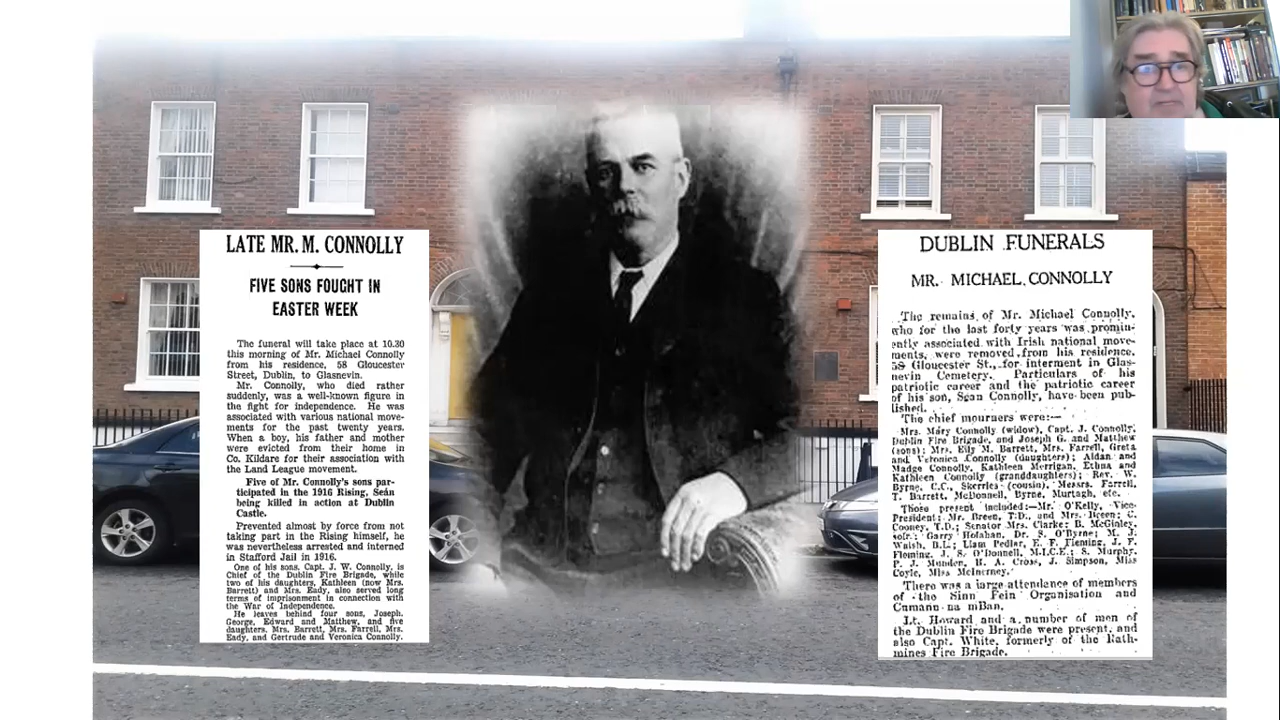 LATE MR. M. CONNOLLY
FIVE SONS FOUGHT IN
EASTER WEEK
The funeral will take place at 10.30
this morning of Mr. Michael Connolly
from his residence, 58 Gloucester
Street, Dublin, to Glasnevin.
Mr. Connolly, who died rather
suddenly, was a well-known figure in
the fight for independence. He was
associated with various national move-
ments for the past twenty years.
When a boy, his father and mother
were evicted from their home in
Co. Kildare for their association with
the Land League movement.
Five of Mr. Connolly's sons par-
ticipated in the 1916 Rising, Seán
being killed in action at Dublin
Castle.
Prevented almost by force from not
taking part in the Rising himself, he
was nevertheless arrested and interned
in Stafford Jail in 1916.
One of his sons, Capt. J. W. Connolly, is
Chief of the Dublin Fire Brigade, while
two of his daughters, Kathleen (now Mrs.
Barrett) and Mrs. Eady, also served long
terms of imprisonment in connection with
the War of Independence.
He leaves behind four sons, Joseph,
George, Edward and Matthew, and five
daughters, Mrs. Barrett, Mrs. Farrell, Mrs.
Eady, and Gertrude and Veronica Connolly.
DUBLIN FUNERALS
MR. MICHAEL CONNOLLY
The remains of Mr. Michael Connolly,
who for the last forty years was promin-
ently associated with Irish national move-
ments, were removed from his residence,
58 Gloucester St., for interment in Glas-
nevin Cemetery. Particulars of his
patriotic career and the patriotic career
of his son, Sean Connolly, have been pub-
lished.
The chief mourners were:—
Mrs. Mary Connolly (widow), Capt. J. Connolly,
Dublin Fire Brigade, and Joseph G. and Matthew
(sons); Mrs. Eily M. Barrett, Mrs. Farrell, Greta
and Veronica Connolly (daughters); Aidan and
Madge Connolly, Kathleen Merrigan, Ethna and
Kathleen Connolly (granddaughters); Rev. W.
Byrne, C.C., Skerries (cousin), Messrs. Farrell,
T. Barrett, McDonnell, Byrne, Murtagh, etc.
Those present included:—Mr. O'Kelly, Vice-
President; Mr. Breen, T.D., and Mrs. Breen; C.
Cooney, T.D.; Senator Mrs. Clarke; B. McGinley,
solr.; Garry Holahan, Dr. S. O'Byrne; M. J.
Walsh, B.L.; Liam Pedlar, E. F. Fleming, J. F.
Fleming, J. S. O'Donnell, M.I.C.E.; S. Murphy,
P. J. Munden, H. A. Cross, J. Simpson, Miss
Coyle, Miss McInerney.
There was a large attendence of members
of the Sinn Fein Organisation and
Cumann na mBan.
Lt. Howard and a number of men of
the Dublin Fire Brigade were present, and
also Capt. White, formerly of the Rath-
mines Fire Brigade.